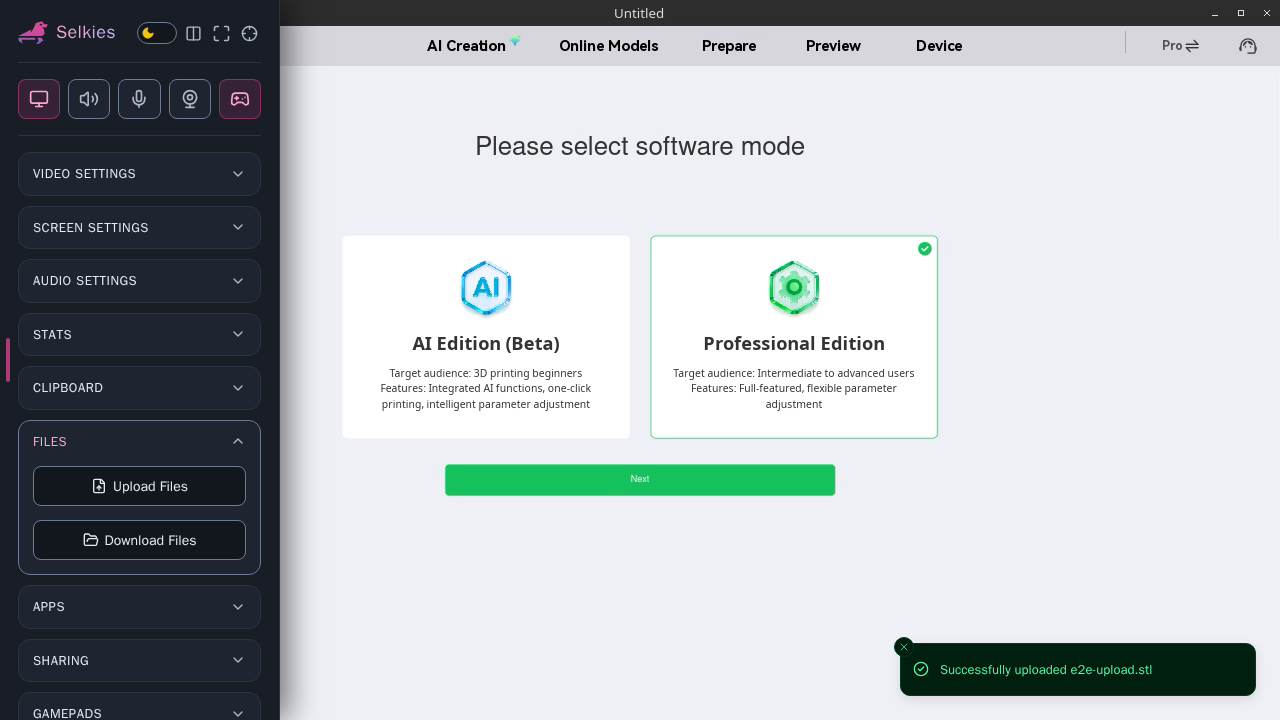 Untitled
Selkies
AI Creation
Online Models
Prepare
Preview
Device
Pro
VIDEO SETTINGS
SCREEN SETTINGS
AUDIO SETTINGS
STATS
CLIPBOARD
FILES
Upload Files
Download Files
APPS
SHARING
GAMEPADS
Please select software mode
AI
AI Edition (Beta)
Target audience: 3D printing beginners
Features: Integrated AI functions, one-click
printing, intelligent parameter adjustment
Professional Edition
Target audience: Intermediate to advanced users
Features: Full-featured, flexible parameter
adjustment
Next
Successfully uploaded e2e-upload.stl